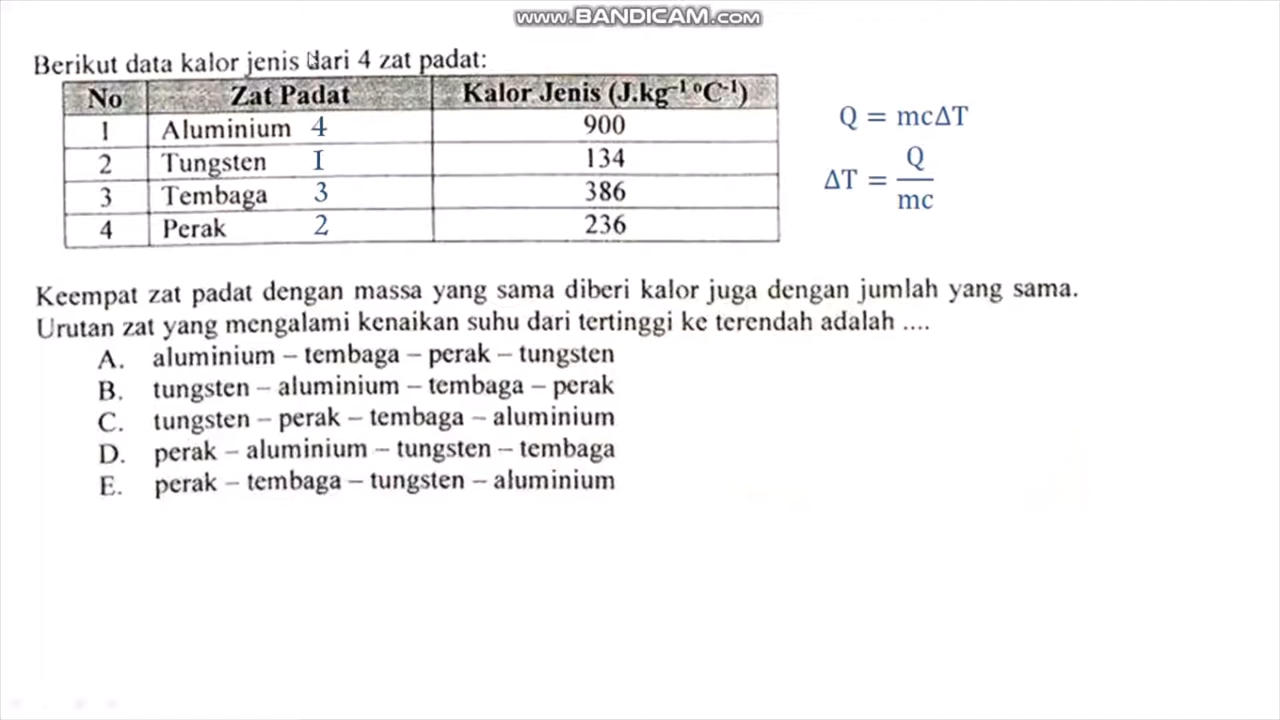 www.BANDICAM.com
Berikut data kalor jenis dari 4 zat padat:
No Zat Padat Kalor Jenis (J.kg⁻¹ °C⁻¹)
1 Aluminium 4 900
2 Tungsten 1 134
3 Tembaga 3 386
4 Perak 2 236
Q = mcΔT
ΔT = Q/mc
Keempat zat padat dengan massa yang sama diberi kalor juga dengan jumlah yang sama.
Urutan zat yang mengalami kenaikan suhu dari tertinggi ke terendah adalah ....
A. aluminium – tembaga – perak – tungsten
B. tungsten – aluminium – tembaga – perak
C. tungsten – perak – tembaga – aluminium
D. perak – aluminium – tungsten – tembaga
E. perak – tembaga – tungsten – aluminium